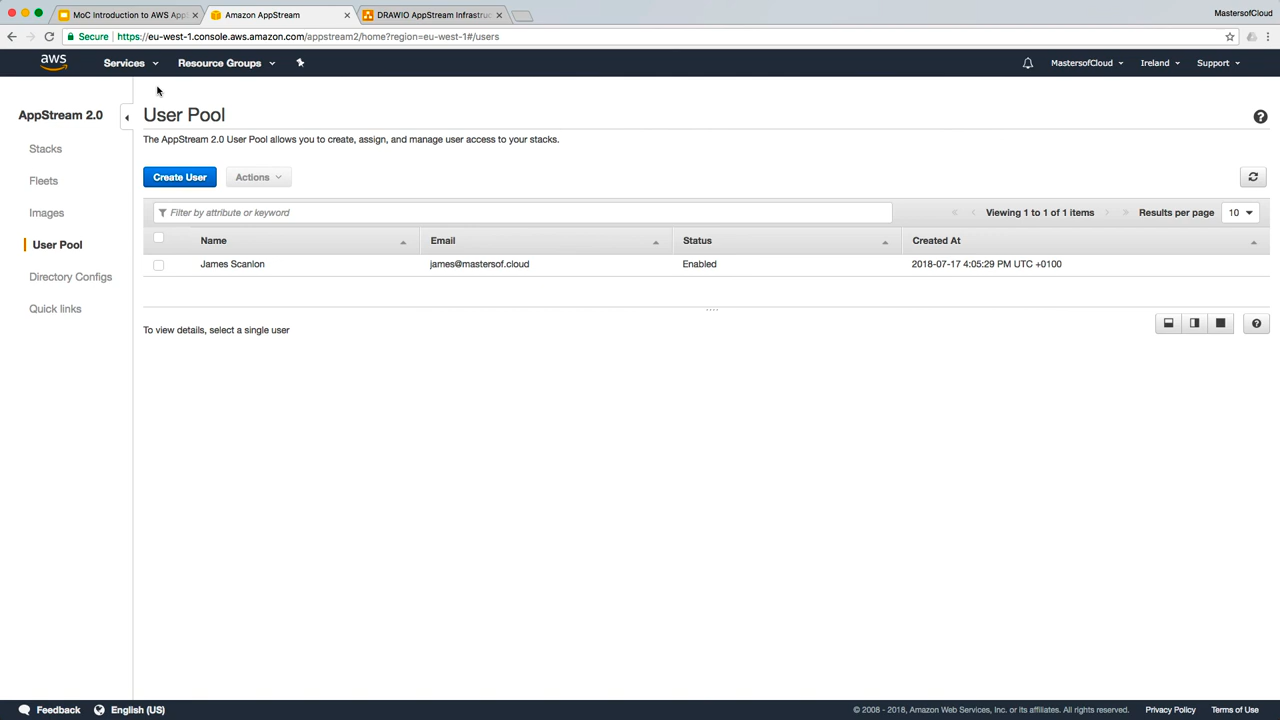 MoC Introduction to AWS App
Amazon AppStream
DRAWIO AppStream Infrastruc
MastersofCloud
Secure
https://eu-west-1.console.aws.amazon.com/appstream2/home?region=eu-west-1#/users
aws
Services
Resource Groups
MastersofCloud
Ireland
Support
AppStream 2.0
Stacks
Fleets
Images
User Pool
Directory Configs
Quick links
User Pool
The AppStream 2.0 User Pool allows you to create, assign, and manage user access to your stacks.
Create User
Actions
Filter by attribute or keyword
Viewing 1 to 1 of 1 items
Results per page
10
Name
Email
Status
Created At
James Scanlon
james@mastersof.cloud
Enabled
2018-07-17 4:05:29 PM UTC +0100
To view details, select a single user
Feedback
English (US)
© 2008 - 2018, Amazon Web Services, Inc. or its affiliates. All rights reserved.
Privacy Policy
Terms of Use